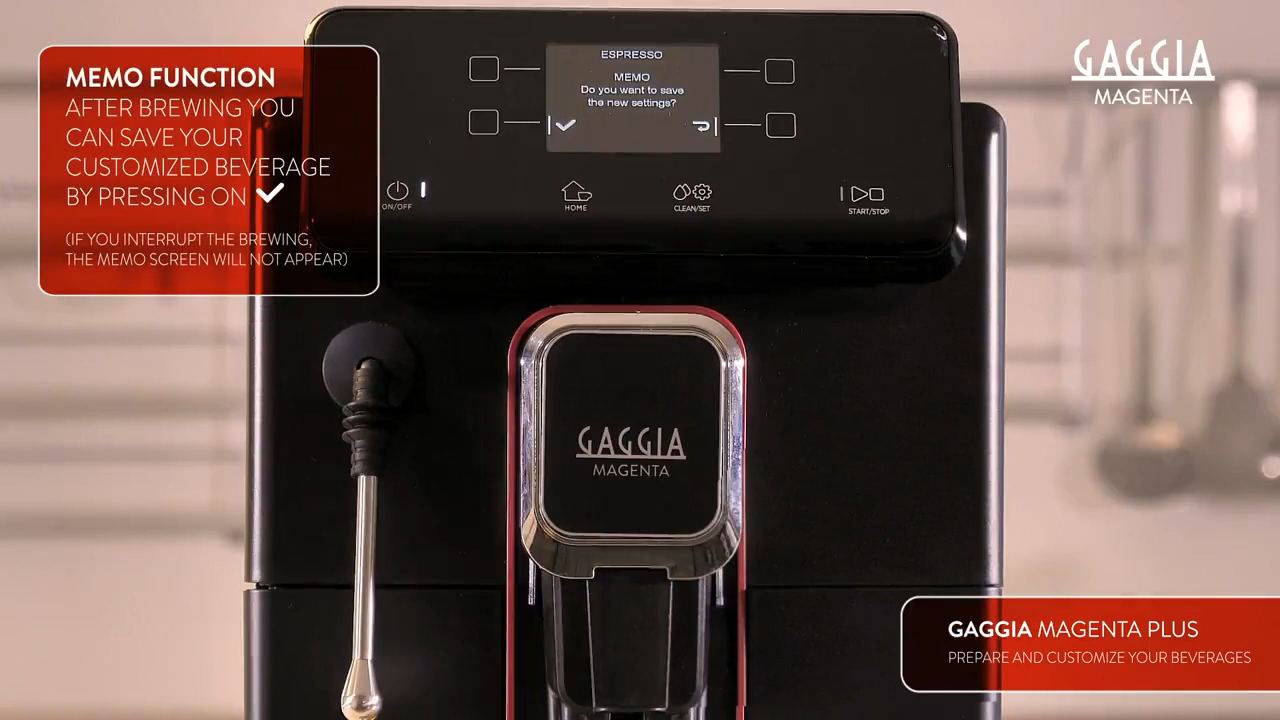 MEMO FUNCTION
AFTER BREWING YOU
CAN SAVE YOUR
CUSTOMIZED BEVERAGE
BY PRESSING ON
(IF YOU INTERRUPT THE BREWING,
THE MEMO SCREEN WILL NOT APPEAR)
ESPRESSO
MEMO
Do you want to save
the new settings?
ON/OFF
HOME
CLEAN/SET
START/STOP
GAGGIA
MAGENTA
GAGGIA
MAGENTA
GAGGIA MAGENTA PLUS
PREPARE AND CUSTOMIZE YOUR BEVERAGES